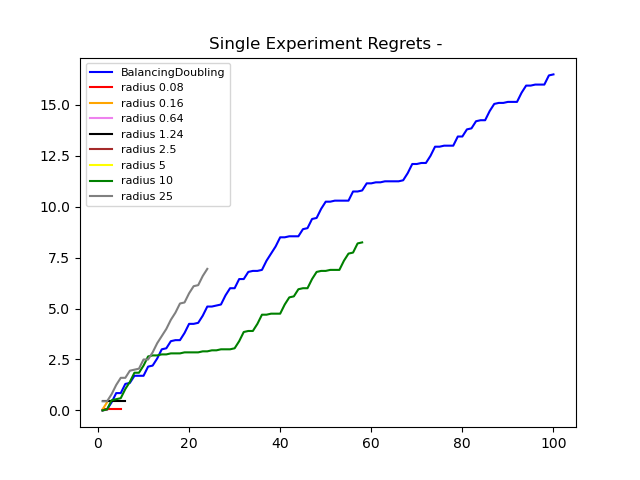 Single Experiment Regrets -
BalancingDoubling
radius 0.08
radius 0.16
radius 0.64
radius 1.24
radius 2.5
radius 5
radius 10
radius 25
15.0
12.5
10.0
7.5
5.0
2.5
0.0
0 20 40 60 80 100